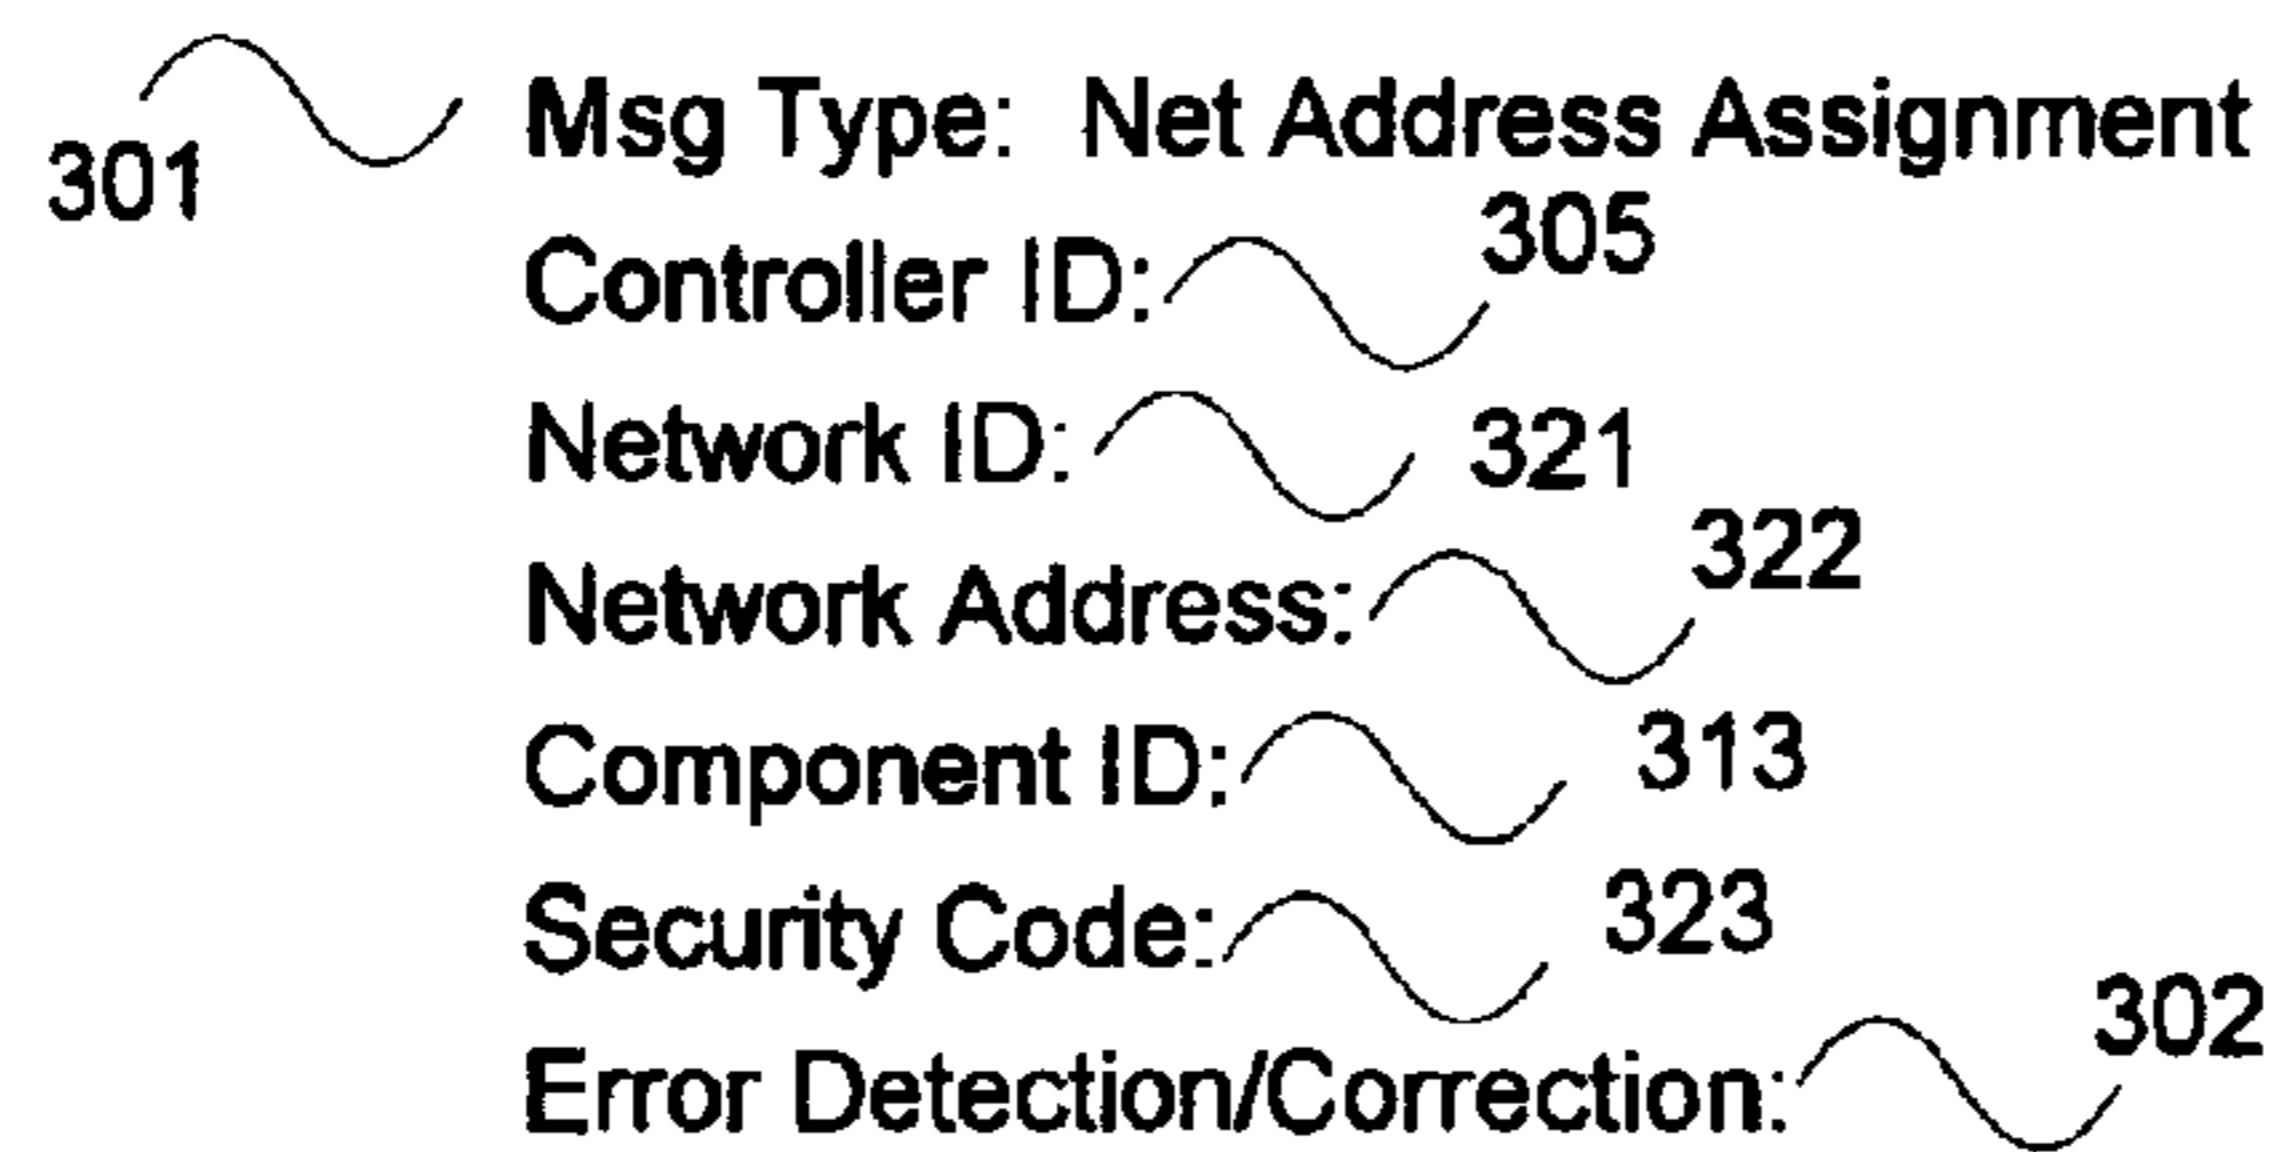 301 Msg Type: Net Address Assignment
Controller ID: 305
Network ID: 321
Network Address: 322
Component ID: 313
Security Code: 323
Error Detection/Correction: 302